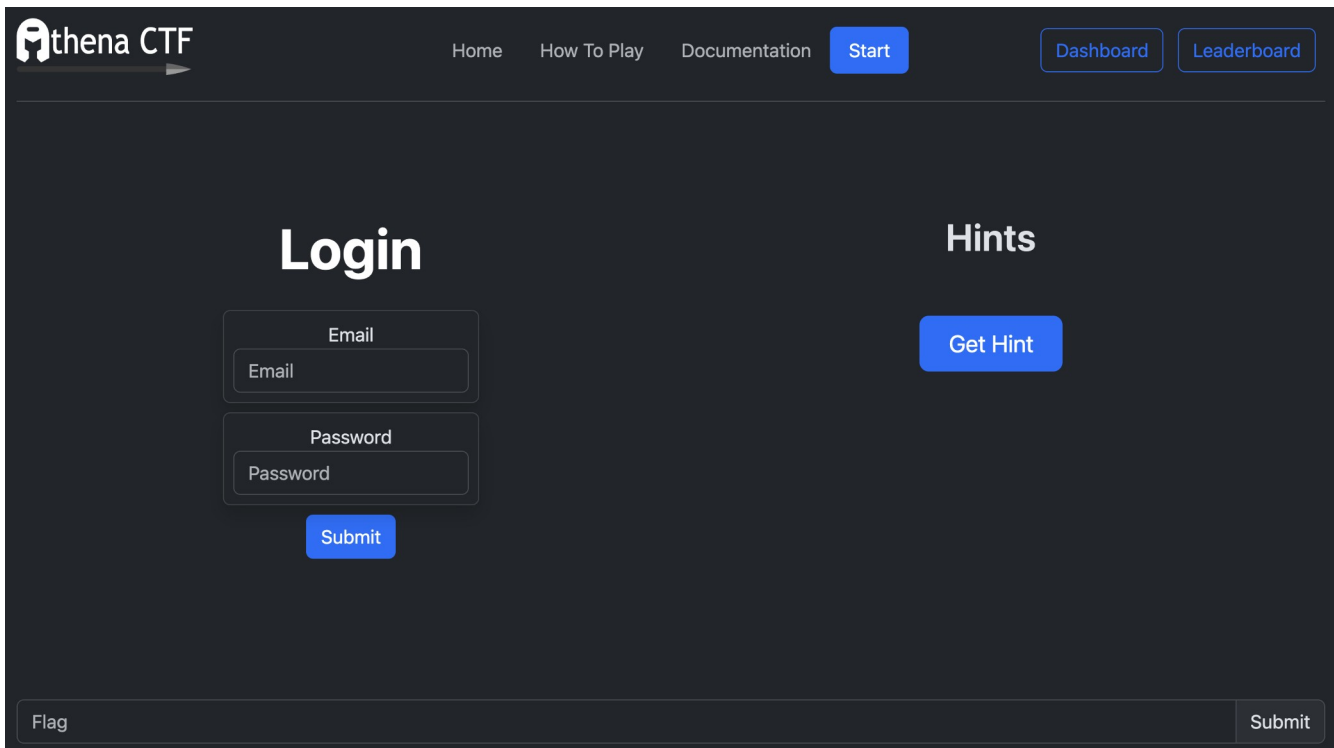 Athena CTF
Home How To Play Documentation Start Dashboard Leaderboard
Login
Hints
Email
Email
Get Hint
Password
Password
Submit
Flag Submit